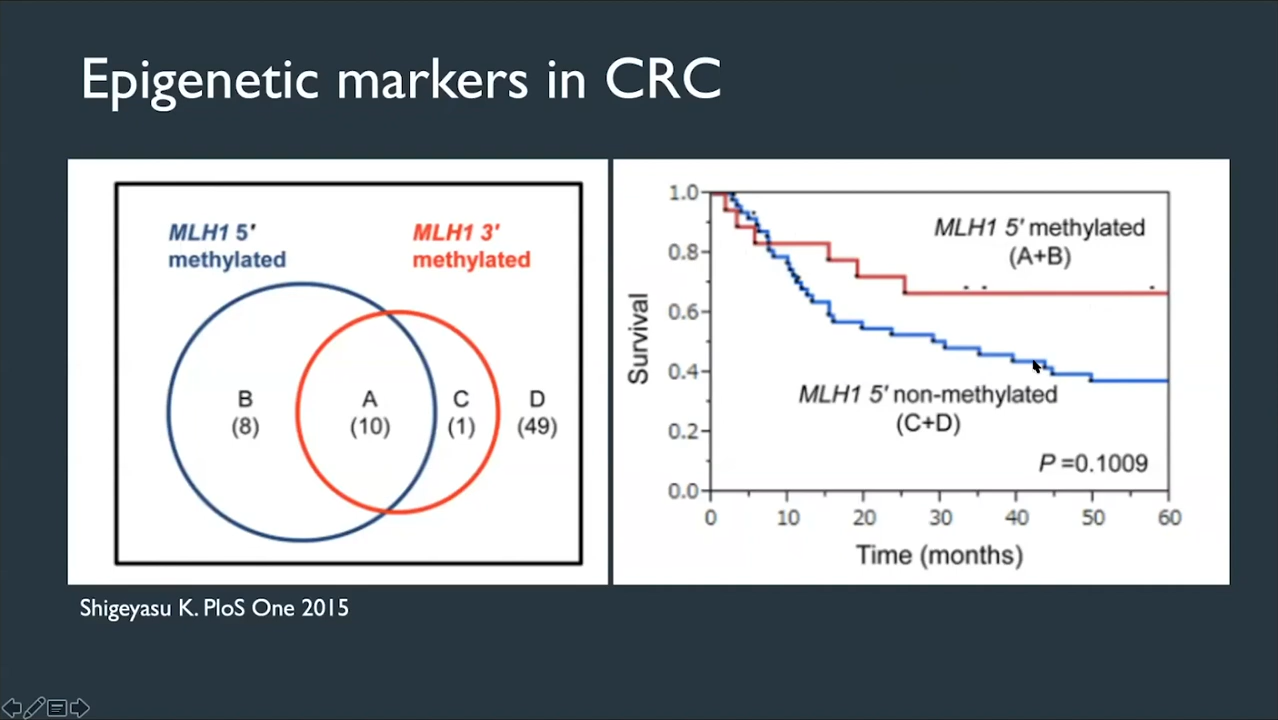 Epigenetic markers in CRC
MLH1 5′
methylated
MLH1 3′
methylated
B
(8)
A
(10)
C
(1)
D
(49)
Survival
1.0
0.8
0.6
0.4
0.2
0.0
MLH1 5′ methylated
(A+B)
MLH1 5′ non-methylated
(C+D)
P =0.1009
0 10 20 30 40 50 60
Time (months)
Shigeyasu K. PloS One 2015